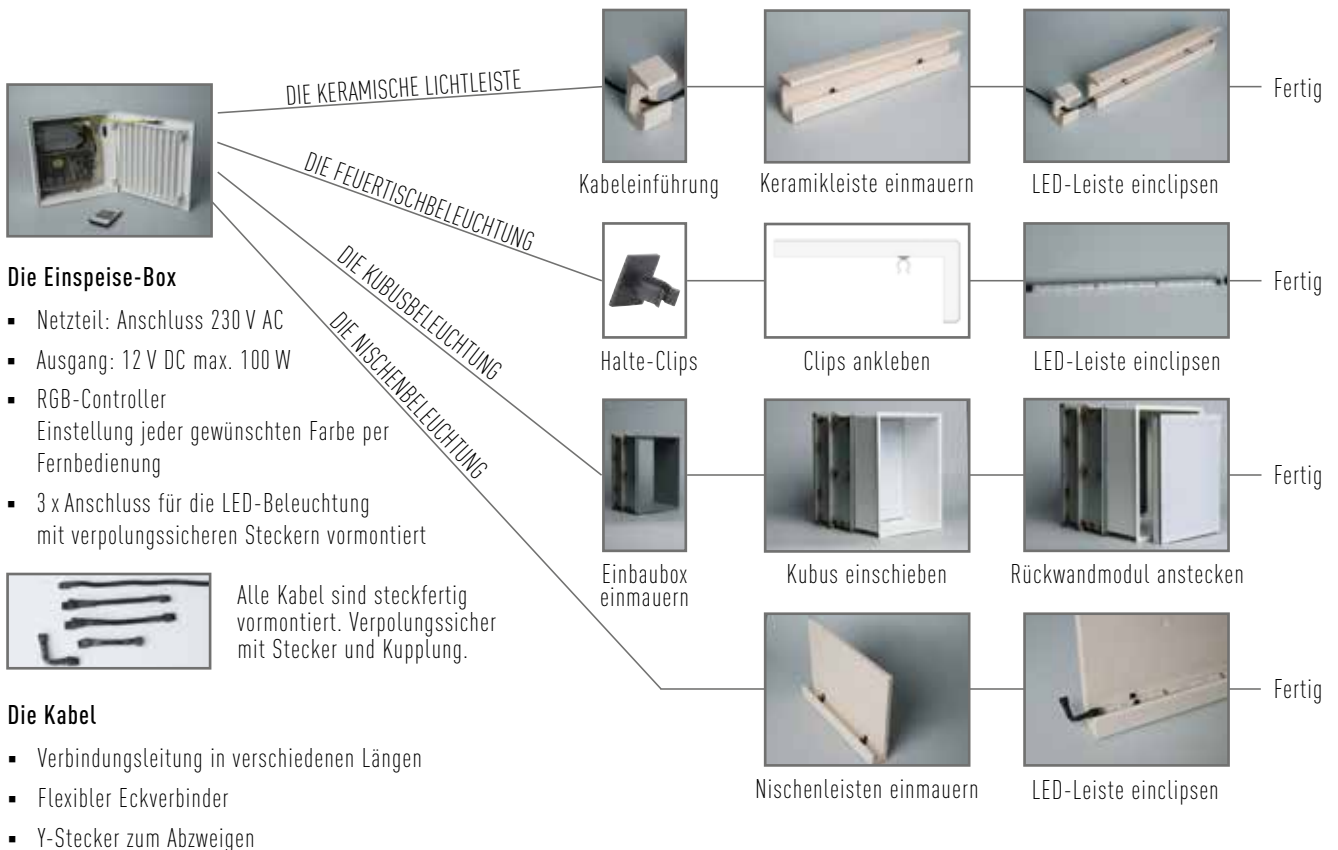 DIE KERAMISCHE LICHTLEISTE
Kabeleinführung
Keramikleiste einmauern
LED-Leiste einclipsen
Fertig
DIE FEUERTISCHBELEUCHTUNG
Halte-Clips
Clips ankleben
LED-Leiste einclipsen
Fertig
DIE KUBUSBELEUCHTUNG
Einbaubox
einmauern
Kubus einschieben
Rückwandmodul anstecken
Fertig
DIE NISCHENBELEUCHTUNG
Nischenleisten einmauern
LED-Leiste einclipsen
Fertig
Die Einspeise-Box
▪ Netzteil: Anschluss 230 V AC
▪ Ausgang: 12 V DC max. 100 W
▪ RGB-Controller
Einstellung jeder gewünschten Farbe per
Fernbedienung
▪ 3 x Anschluss für die LED-Beleuchtung
mit verpolungssicheren Steckern vormontiert
Alle Kabel sind steckfertig
vormontiert. Verpolungssicher
mit Stecker und Kupplung.
Die Kabel
▪ Verbindungsleitung in verschiedenen Längen
▪ Flexibler Eckverbinder
▪ Y-Stecker zum Abzweigen